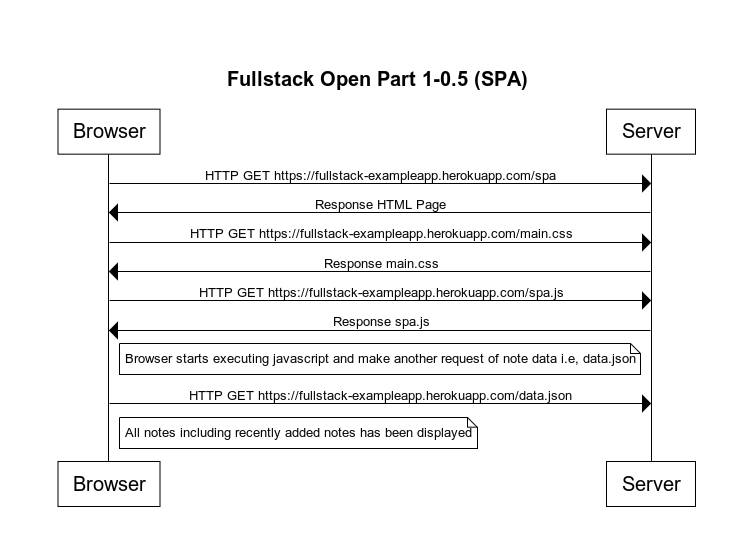 Fullstack Open Part 1-0.5 (SPA)
Browser
Server
HTTP GET https://fullstack-exampleapp.herokuapp.com/spa
Response HTML Page
HTTP GET https://fullstack-exampleapp.herokuapp.com/main.css
Response main.css
HTTP GET https://fullstack-exampleapp.herokuapp.com/spa.js
Response spa.js
Browser starts executing javascript and make another request of note data i.e, data.json
HTTP GET https://fullstack-exampleapp.herokuapp.com/data.json
All notes including recently added notes has been displayed
Browser
Server